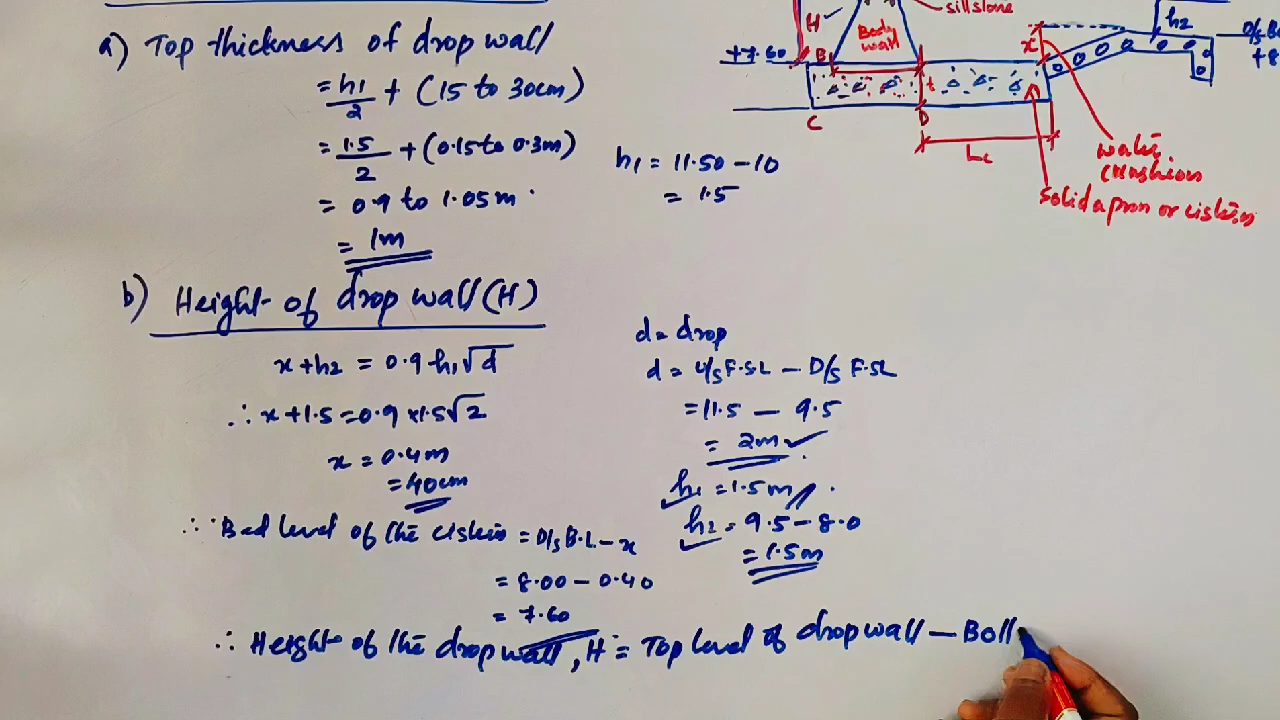 a) Top thickness of drop wall
= h1/2 + (15 to 30cm)
= 1.5/2 + (0.15 to 0.3m)
= 0.9 to 1.05m
= 1m
h1 = 11.50 - 10
= 1.5
b) Height of drop wall (H)
x+h2 = 0.9 h1√d
∴ x+1.5 = 0.9 x1.5√2
x = 0.4m
= 40cm
∴ Bed level of the cistern = D/s B.L - x
= 8.00 - 0.40
= 7.60
∴ Height of the drop wall, H = Top level of drop wall - Bott
d = drop
d = U/S F.S.L - D/S F.S.L
= 11.5 - 9.5
= 2m
h1 = 1.5m
h2 = 9.5 - 8.0
= 1.5m
sill stone
H
Body
wall
h2
D/S B
+8
x
+7.60
B
t
C
D
Lc
water
cushion
solid apron or cistern